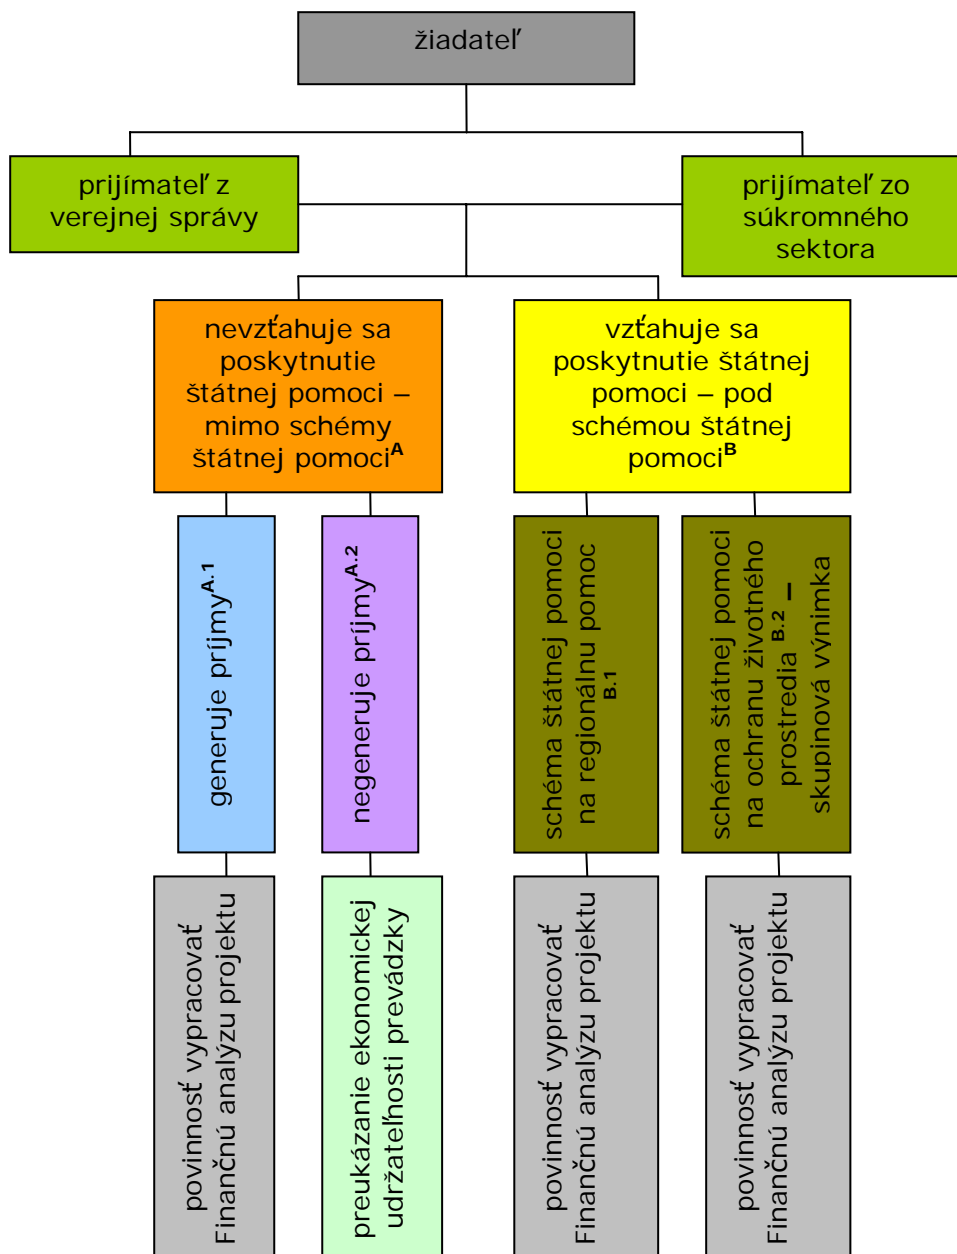 žiadateľ
prijímateľ z
verejnej správy
prijímateľ zo
súkromného
sektora
nevzťahuje sa
poskytnutie
štátnej pomoci –
mimo schémy
štátnej pomociA
vzťahuje sa
poskytnutie štátnej
pomoci – pod
schémou štátnej
pomociB
generuje príjmyA.1
negeneruje príjmyA.2
schéma štátnej pomoci
na regionálnu pomoc
B.1
schéma štátnej pomoci
na ochranu životného
prostredia B.2 –
skupinová výnimka
povinnosť vypracovať
Finančnú analýzu projektu
preukázanie ekonomickej
udržateľnosti prevádzky
povinnosť vypracovať
Finančnú analýzu projektu
povinnosť vypracovať
Finančnú analýzu projektu